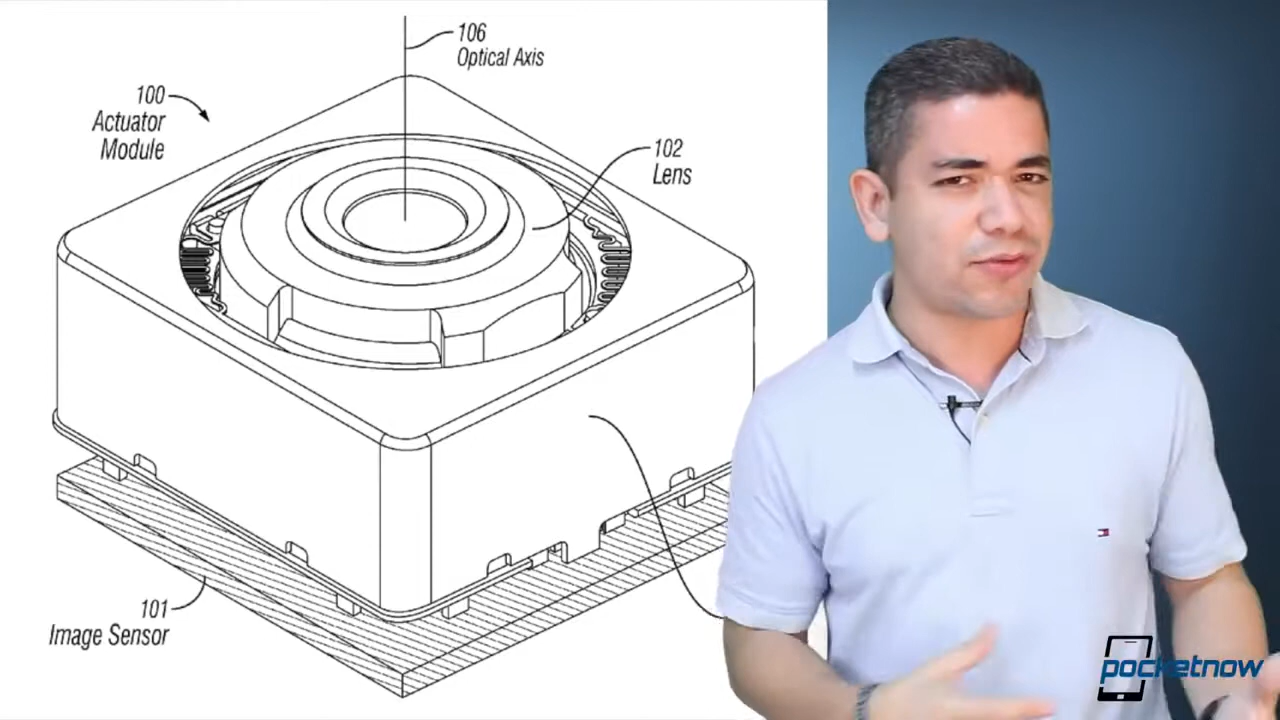 106
Optical Axis
100
Actuator
Module
102
Lens
101
Image Sensor
pocketnow